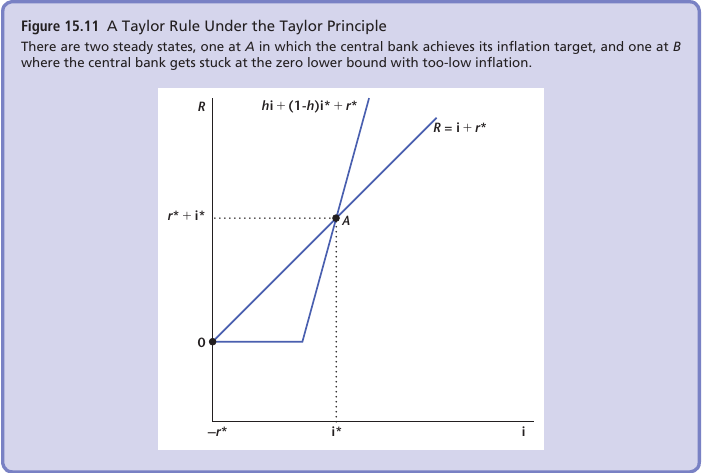 Figure 15.11 A Taylor Rule Under the Taylor Principle
There are two steady states, one at A in which the central bank achieves its inflation target, and one at B
where the central bank gets stuck at the zero lower bound with too-low inflation.
R
hi + (1-h)i* + r*
R = i + r*
r* + i*
A
0
–r*
i*
i